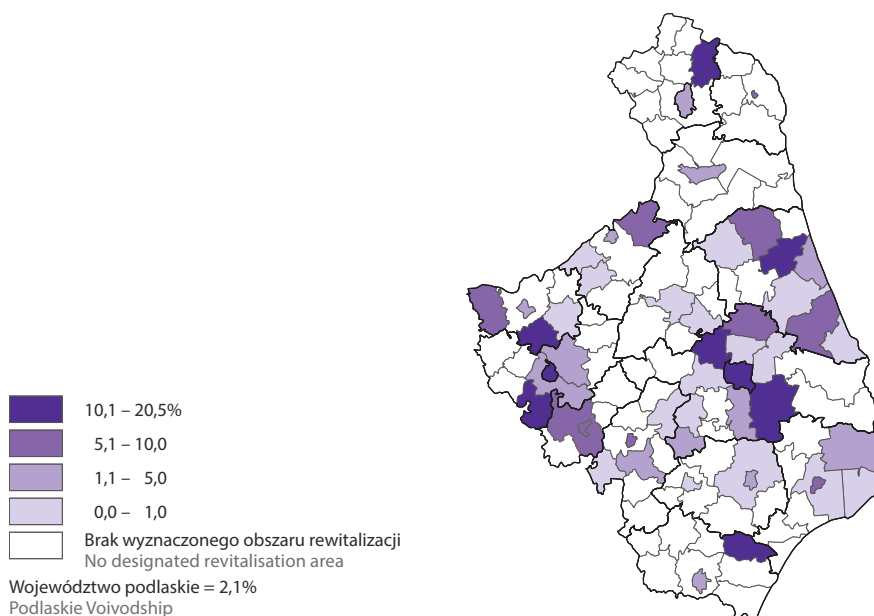 10,1 – 20,5%
5,1 – 10,0
1,1 – 5,0
0,0 – 1,0
Brak wyznaczonego obszaru rewitalizacji
No designated revitalisation area
Województwo podlaskie = 2,1%
Podlaskie Voivodship